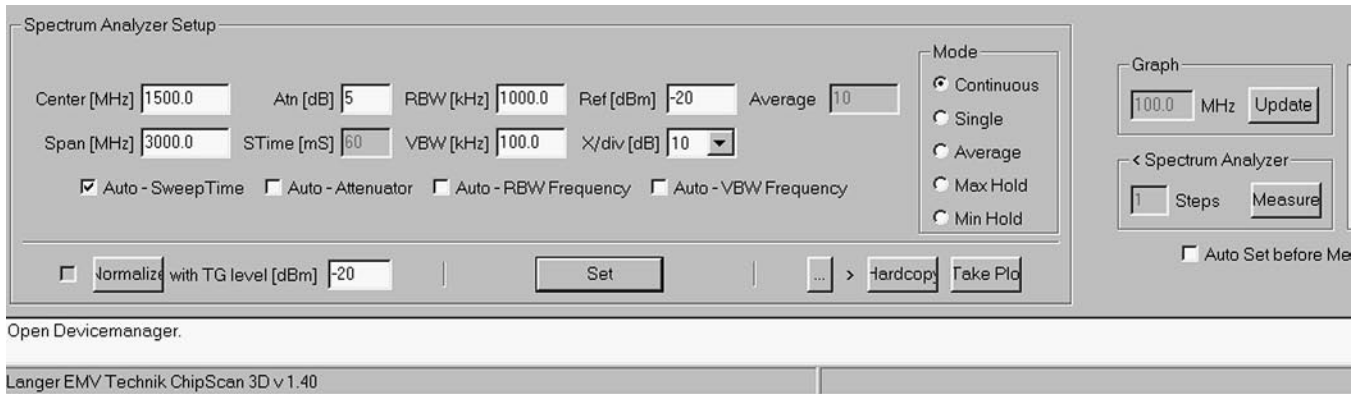 Spectrum Analyzer Setup
Center [MHz] 1500.0 Atn [dB] 5 RBW [kHz] 1000.0 Ref [dBm] -20 Average 10
Span [MHz] 3000.0 STime [mS] 60 VBW [kHz] 100.0 X/div [dB] 10
Auto - SweepTime Auto - Attenuator Auto - RBW Frequency Auto - VBW Frequency
Mode
Continuous
Single
Average
Max Hold
Min Hold
Normalize with TG level [dBm] -20 Set ... > Hardcopy Take Plo
Graph
100.0 MHz Update
< Spectrum Analyzer
1 Steps Measure
Auto Set before Me
Open Devicemanager.
Langer EMV Technik ChipScan 3D v 1.40